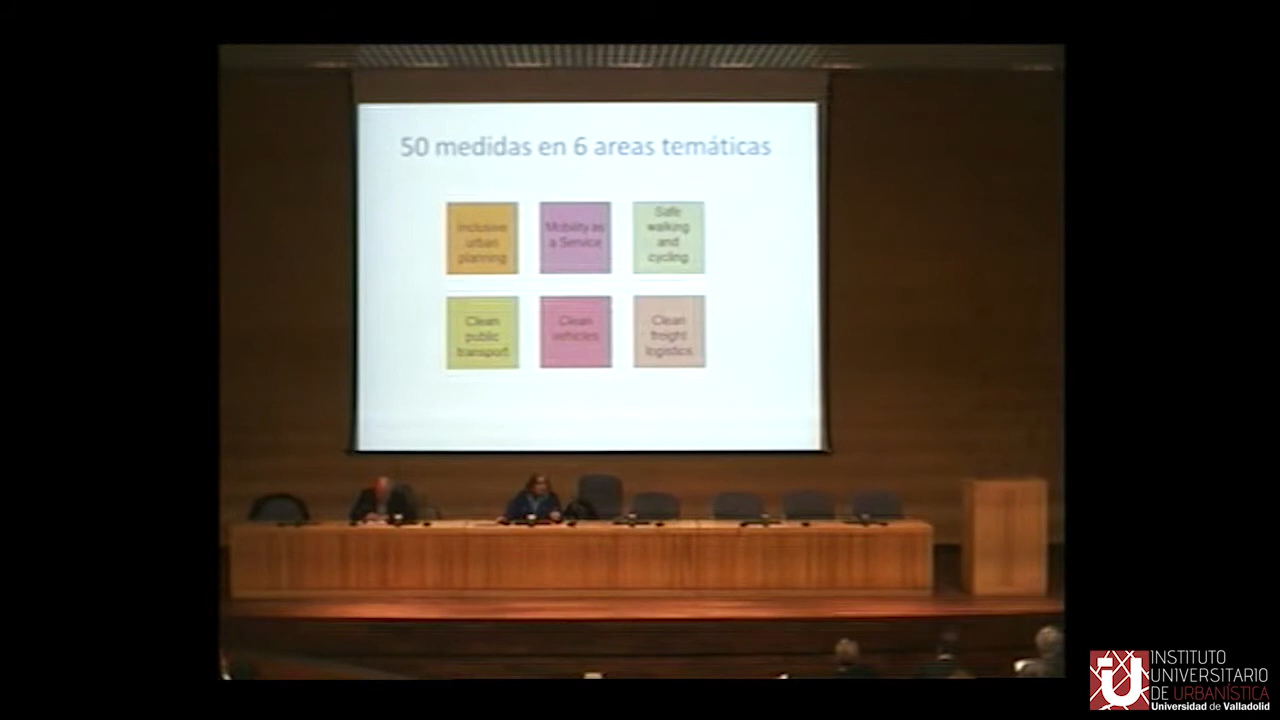 50 medidas en 6 areas temáticas
Inclusive
urban
planning
Mobility as
a Service
Safe
walking
and
cycling
Clean
public
transport
Clean
vehicles
Clean
freight
logistics
INSTITUTO
UNIVERSITARIO
DE URBANÍSTICA
Universidad de Valladolid